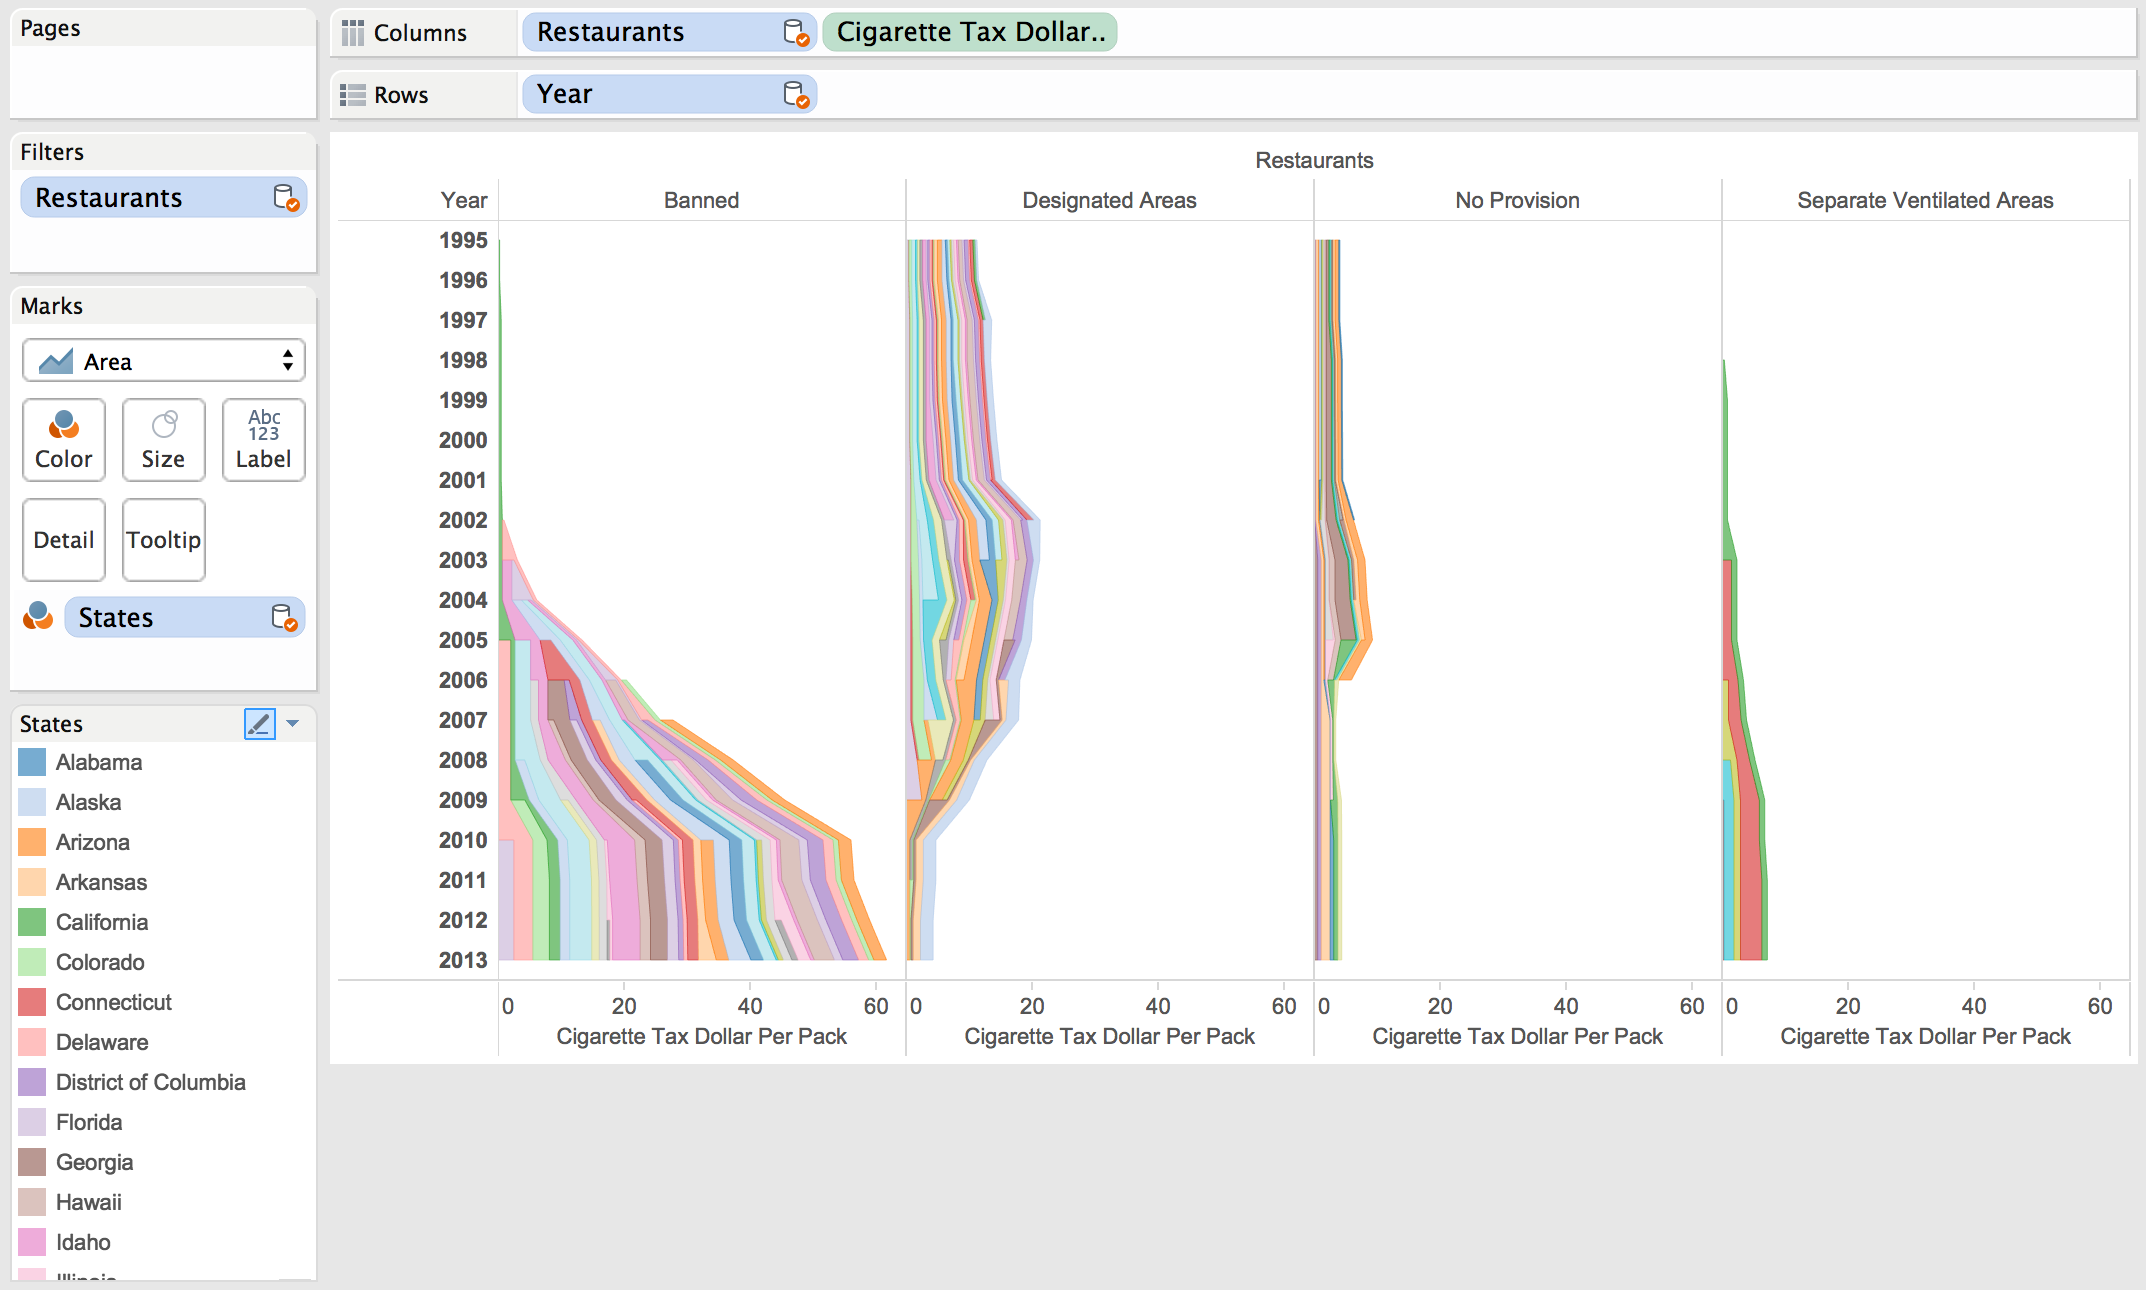 Pages
Columns
Restaurants
Cigarette Tax Dollar..
Rows
Year
Filters
Restaurants
Marks
Area
Color
Size
Abc
123
Label
Detail
Tooltip
States
States
Alabama
Alaska
Arizona
Arkansas
California
Colorado
Connecticut
Delaware
District of Columbia
Florida
Georgia
Hawaii
Idaho
Illinois
Restaurants
Year
Banned
Designated Areas
No Provision
Separate Ventilated Areas
1995
1996
1997
1998
1999
2000
2001
2002
2003
2004
2005
2006
2007
2008
2009
2010
2011
2012
2013
0 20 40 60
0 20 40 60
0 20 40 60
0 20 40 60
Cigarette Tax Dollar Per Pack
Cigarette Tax Dollar Per Pack
Cigarette Tax Dollar Per Pack
Cigarette Tax Dollar Per Pack